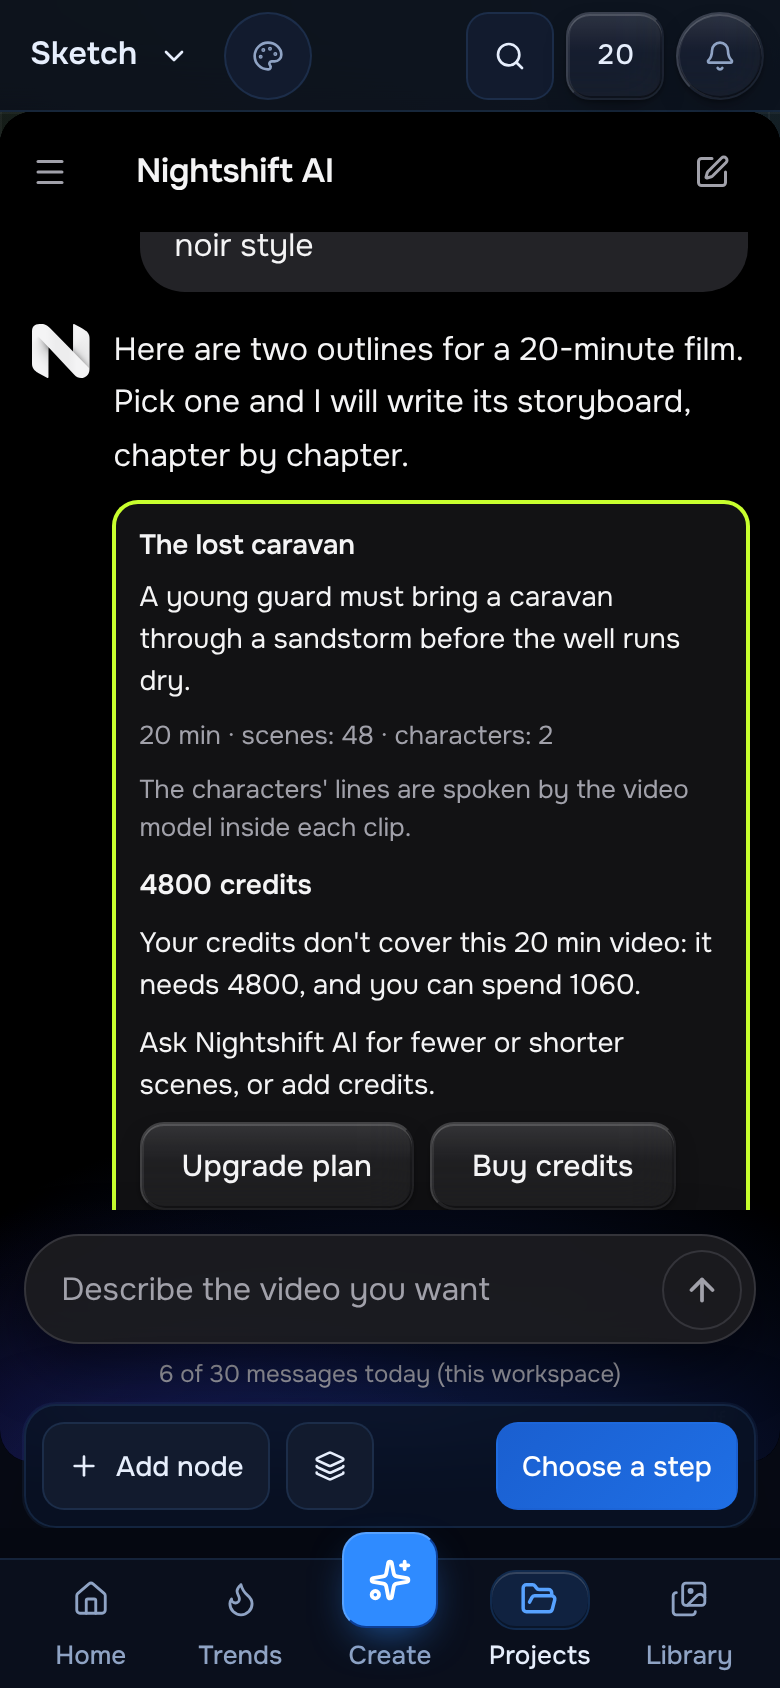 Sketch
20
Nightshift AI
noir style
Here are two outlines for a 20-minute film.
Pick one and I will write its storyboard,
chapter by chapter.
The lost caravan
A young guard must bring a caravan
through a sandstorm before the well runs
dry.
20 min · scenes: 48 · characters: 2
The characters' lines are spoken by the video
model inside each clip.
4800 credits
Your credits don't cover this 20 min video: it
needs 4800, and you can spend 1060.
Ask Nightshift AI for fewer or shorter
scenes, or add credits.
Upgrade plan
Buy credits
Describe the video you want
6 of 30 messages today (this workspace)
Add node
Choose a step
Home
Trends
Create
Projects
Library